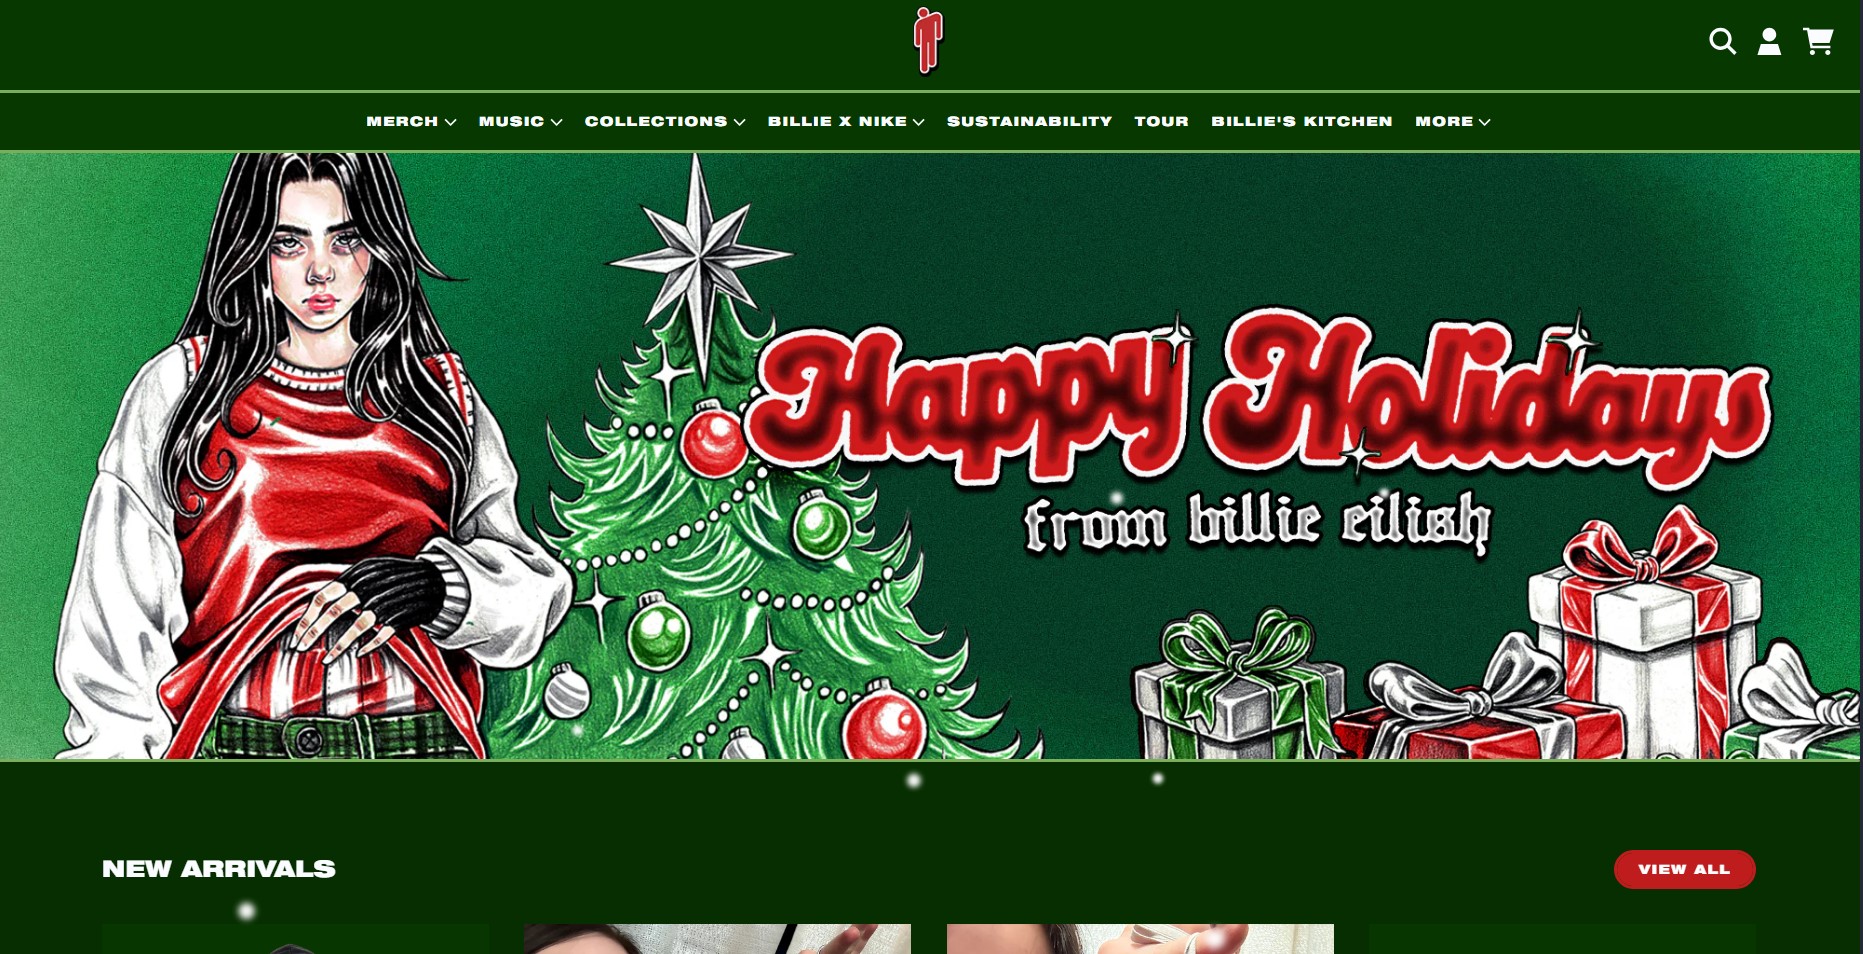 MERCH MUSIC COLLECTIONS BILLIE X NIKE SUSTAINABILITY TOUR BILLIE'S KITCHEN MORE
Happy Holidays
from billie eilish
NEW ARRIVALS
VIEW ALL